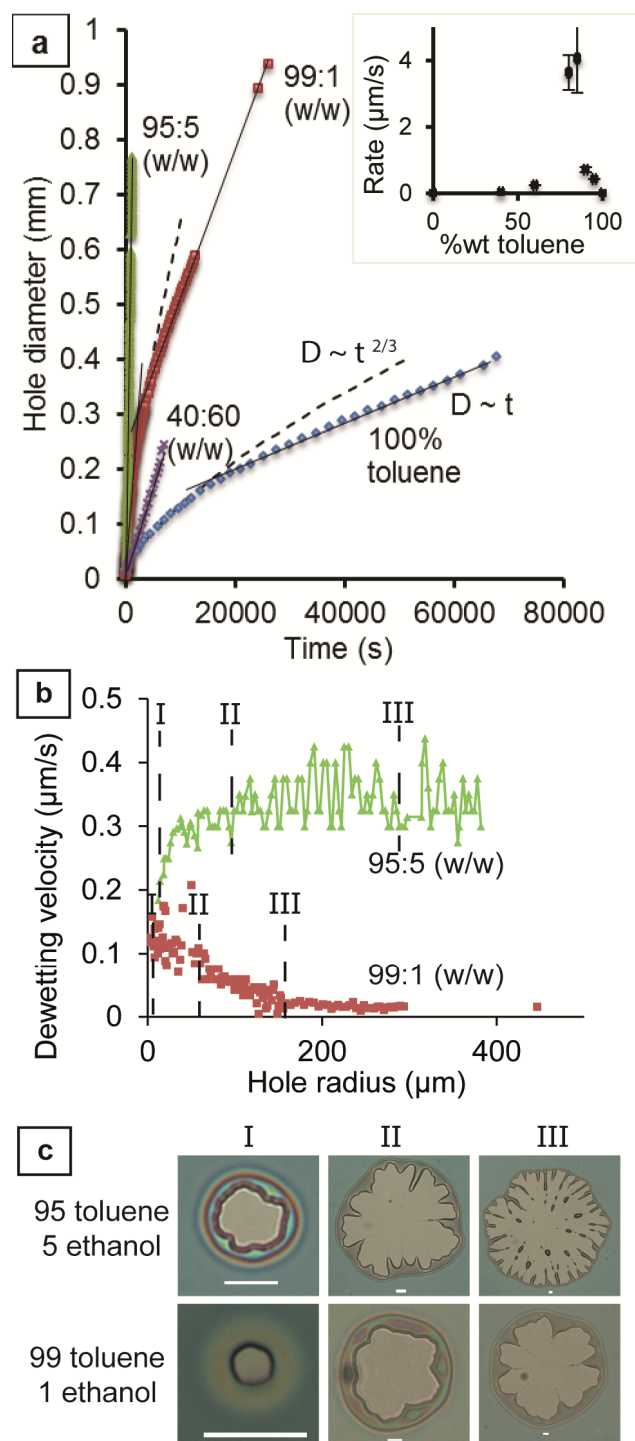 a
1
0.9
0.8
0.7
0.6
0.5
0.4
0.3
0.2
0.1
0
Hole diameter (mm)
95:5
(w/w)
99:1
(w/w)
40:60
(w/w)
D ~ t 2/3
D ~ t
100%
toluene
0 20000 40000 60000 80000
Time (s)
Rate (μm/s)
4
2
0
0 50 100
%wt toluene
b
0.5
0.4
0.3
0.2
0.1
0
Dewetting velocity (μm/s)
I II III
95:5 (w/w)
I II III
99:1 (w/w)
0 200 400
Hole radius (μm)
c
I II III
95 toluene
5 ethanol
99 toluene
1 ethanol